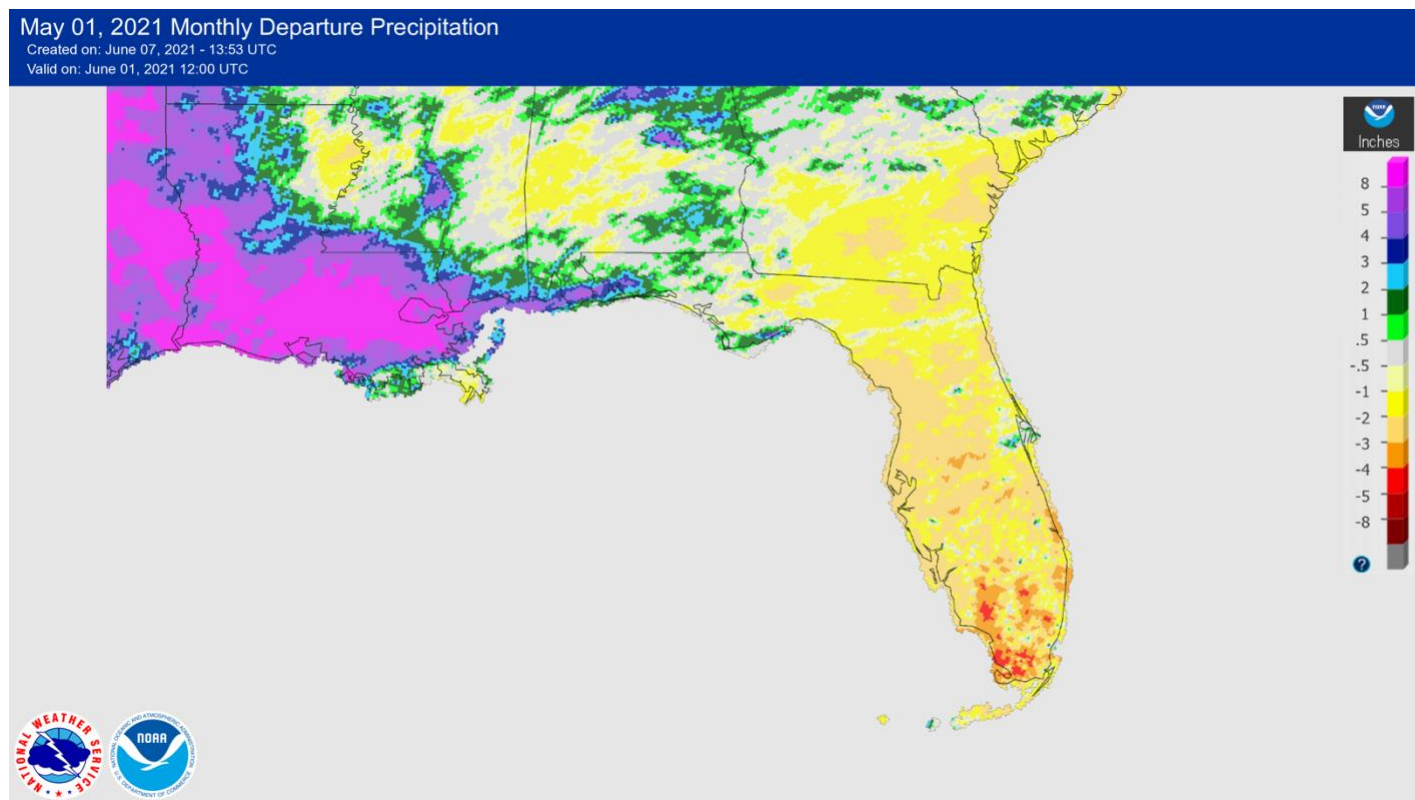 May 01, 2021 Monthly Departure Precipitation
Created on: June 07, 2021 - 13:53 UTC
Valid on: June 01, 2021 12:00 UTC
NOAA
Inches
8
5
4
3
2
1
.5
-.5
-1
-2
-3
-4
-5
-8
?
NATIONAL WEATHER SERVICE
NATIONAL OCEANIC AND ATMOSPHERIC ADMINISTRATION
NOAA
U.S. DEPARTMENT OF COMMERCE